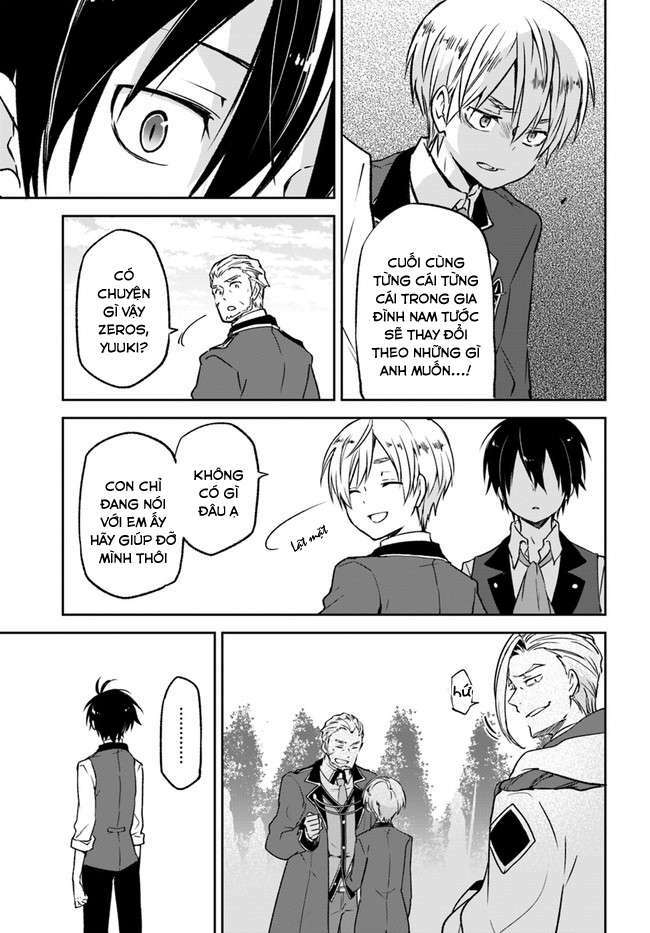 CUỐI CÙNG
TỪNG CÁI TỪNG
CÁI TRONG GIA
ĐÌNH NAM TƯỚC
SẼ THAY ĐỔI
THEO NHỮNG GÌ
ANH MUỐN...!
CÓ
CHUYỆN
GÌ VẬY
ZEROS,
YUUKI?
KHÔNG
CÓ GÌ
ĐÂU Ạ
CON CHỈ
ĐANG NÓI
VỚI EM ẤY
HÃY GIÚP ĐỠ
MÌNH THÔI
Lột mặt
hứ
.........